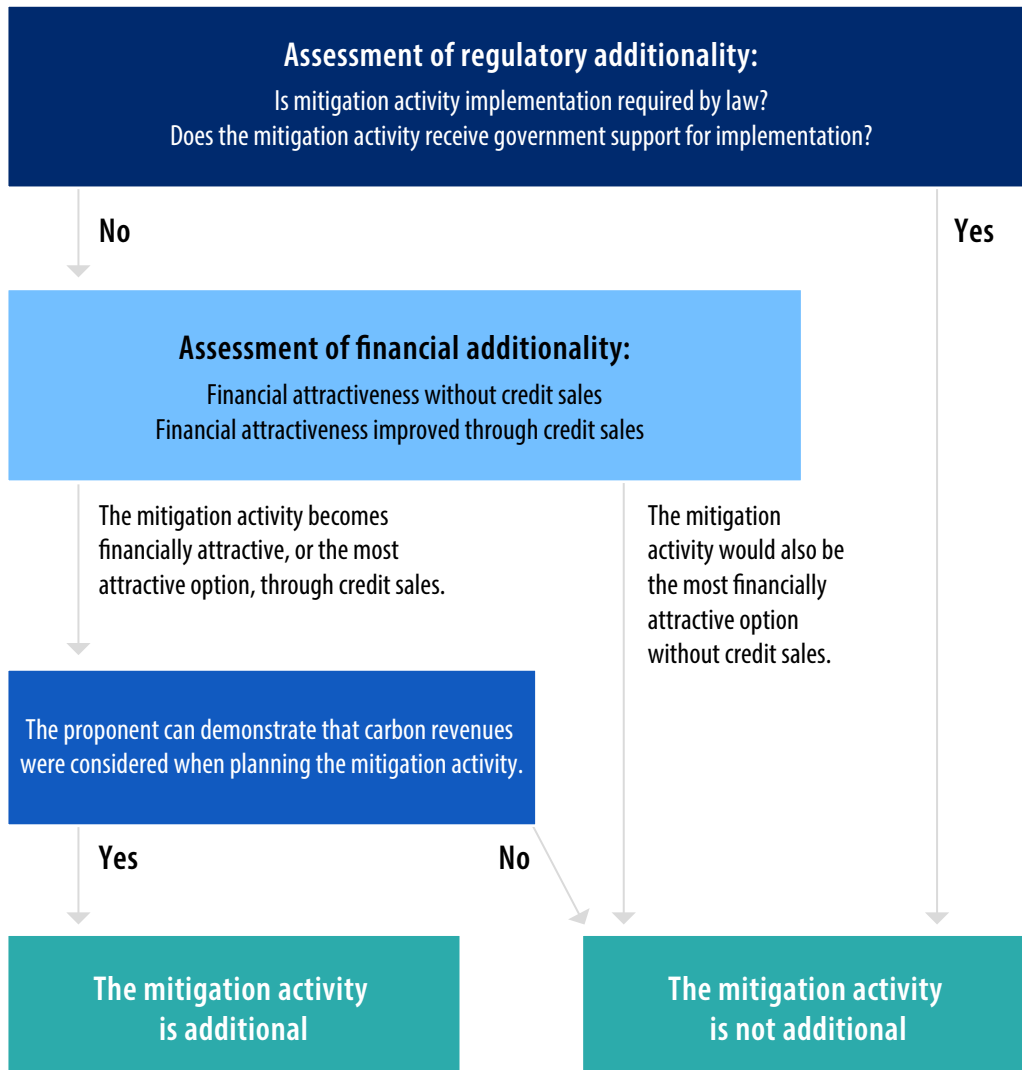 Assessment of regulatory additionality:
Is mitigation activity implementation required by law?
Does the mitigation activity receive government support for implementation?
No
Yes
Assessment of financial additionality:
Financial attractiveness without credit sales
Financial attractiveness improved through credit sales
The mitigation activity becomes
financially attractive, or the most
attractive option, through credit sales.
The mitigation
activity would also be
the most financially
attractive option
without credit sales.
The proponent can demonstrate that carbon revenues
were considered when planning the mitigation activity.
Yes
No
The mitigation activity
is additional
The mitigation activity
is not additional